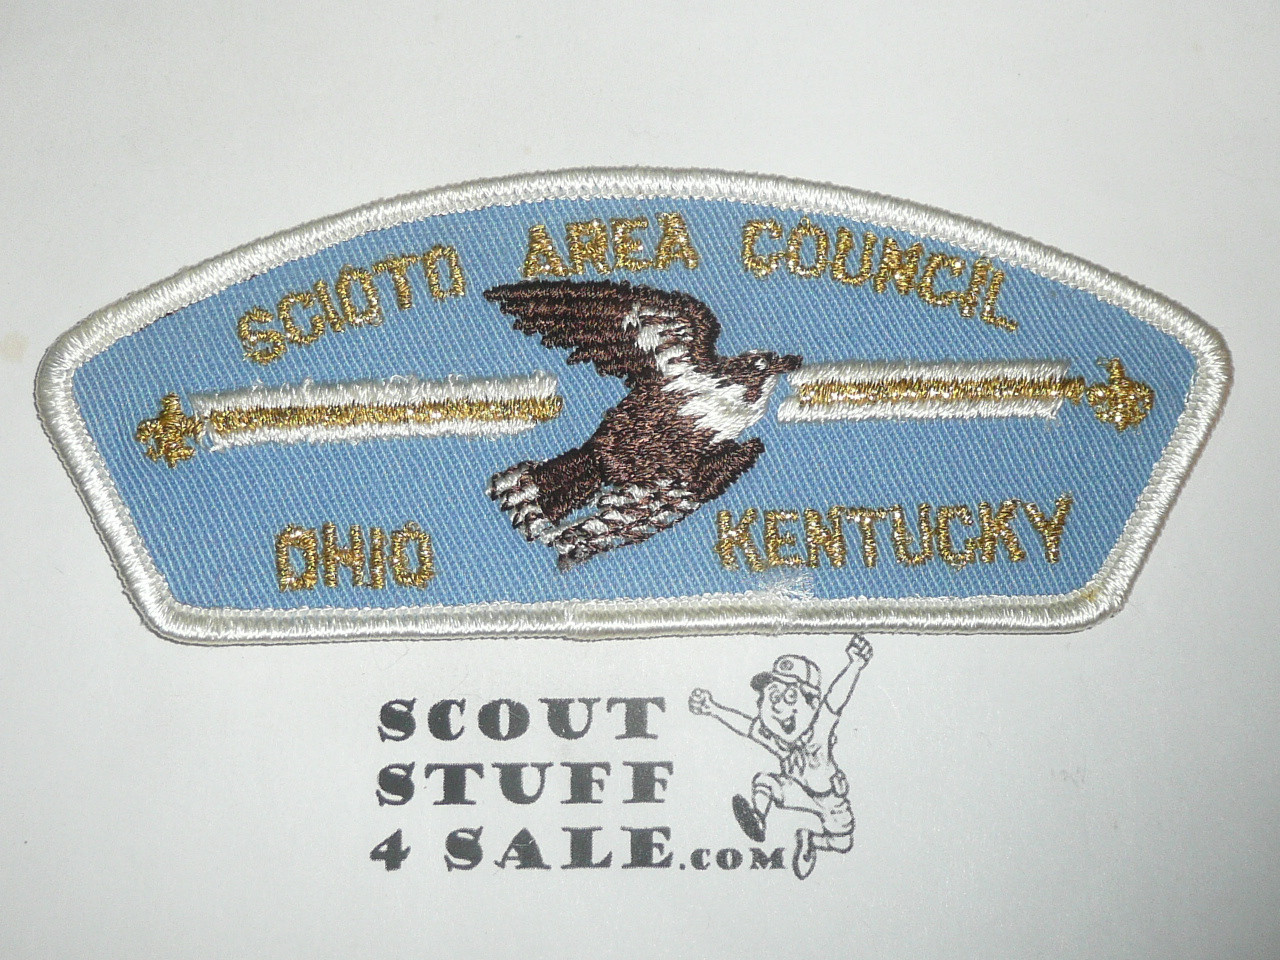 SCIOTO AREA COUNCIL
OHIO KENTUCKY
SCOUT
STUFF
4 SALE.COM